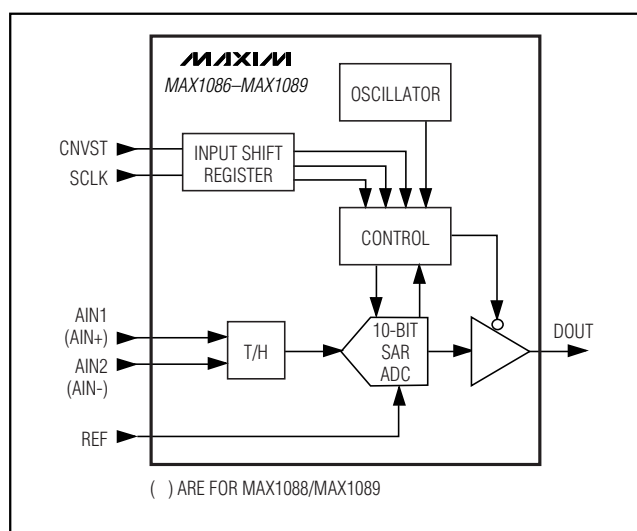 MAXIM
MAX1086–MAX1089
OSCILLATOR
CNVST
SCLK
INPUT SHIFT
REGISTER
CONTROL
AIN1
(AIN+)
AIN2
(AIN-)
T/H
10-BIT
SAR
ADC
DOUT
REF
( ) ARE FOR MAX1088/MAX1089